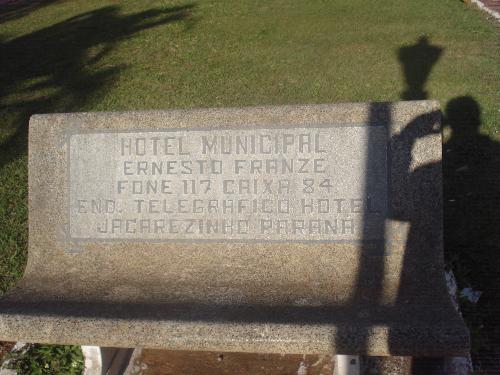 HOTEL MUNICIPAL
ERNESTO FRANZE
FONE 117 CAIXA 84
END. TELEGRAFICO HOTEL
JACAREZINHO PARANÁ